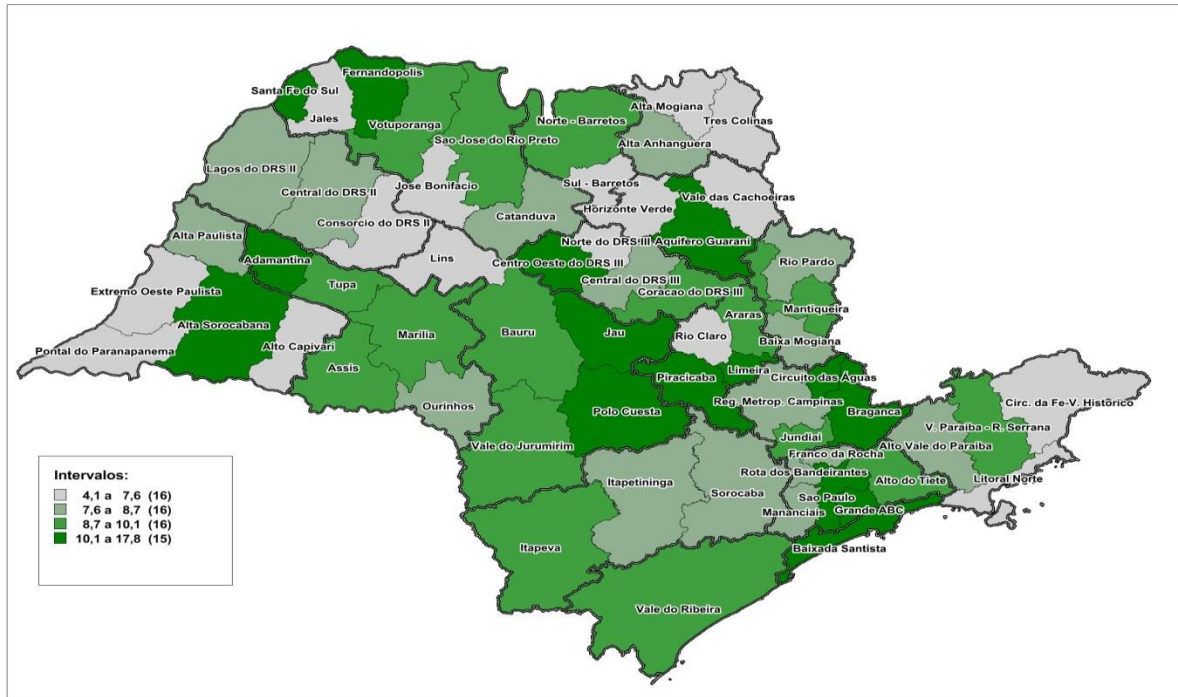 Fernandopolis
Santa Fe do Sul
Jales
Votuporanga
Sao Jose do Rio Preto
Norte - Barretos
Alta Mogiana
Tres Colinas
Alta Anhanguera
Lagos do DRS II
Central do DRS II
Jose Bonifacio
Sul - Barretos
Vale das Cachoeiras
Horizonte Verde
Consorcio do DRS II
Catanduva
Alta Paulista
Norte do DRS III
Aquifero Guarani
Adamantina
Lins
Centro Oeste do DRS III
Rio Pardo
Tupa
Central do DRS III
Extremo Oeste Paulista
Coracao do DRS III
Mantiqueira
Alta Sorocabana
Marilia
Bauru
Jau
Araras
Rio Claro
Baixa Mogiana
Pontal do Paranapanema
Alto Capivari
Assis
Limeira
Circuito das Águas
Piracicaba
Ourinhos
Reg. Metrop. Campinas
Circ. da Fe-V. Histórico
Polo Cuesta
Braganca
V. Paraiba - R. Serrana
Vale do Jurumirim
Jundiai
Alto Vale do Paraiba
Franco da Rocha
Rota dos Bandeirantes
Alto do Tiete
Litoral Norte
Itapetininga
Sorocaba
Sao Paulo
Mananciais
Grande ABC
Itapeva
Baixada Santista
Vale do Ribeira
Intervalos:
4,1 a 7,6 (16)
7,6 a 8,7 (16)
8,7 a 10,1 (16)
10,1 a 17,8 (15)